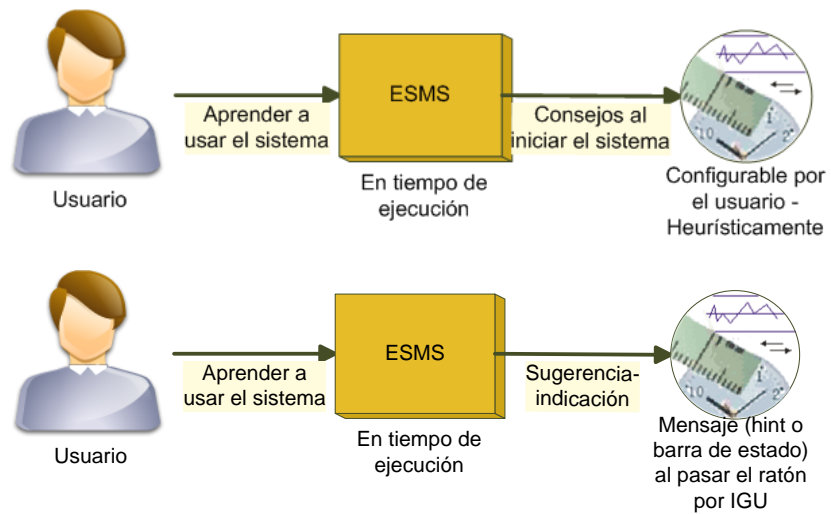 ESMS
Aprender a
usar el sistema
Consejos al
iniciar el sistema
Usuario
En tiempo de
ejecución
Configurable por
el usuario -
Heurísticamente
ESMS
Aprender a
usar el sistema
Sugerencia-
indicación
Usuario
En tiempo de
ejecución
Mensaje (hint o
barra de estado)
al pasar el ratón
por IGU